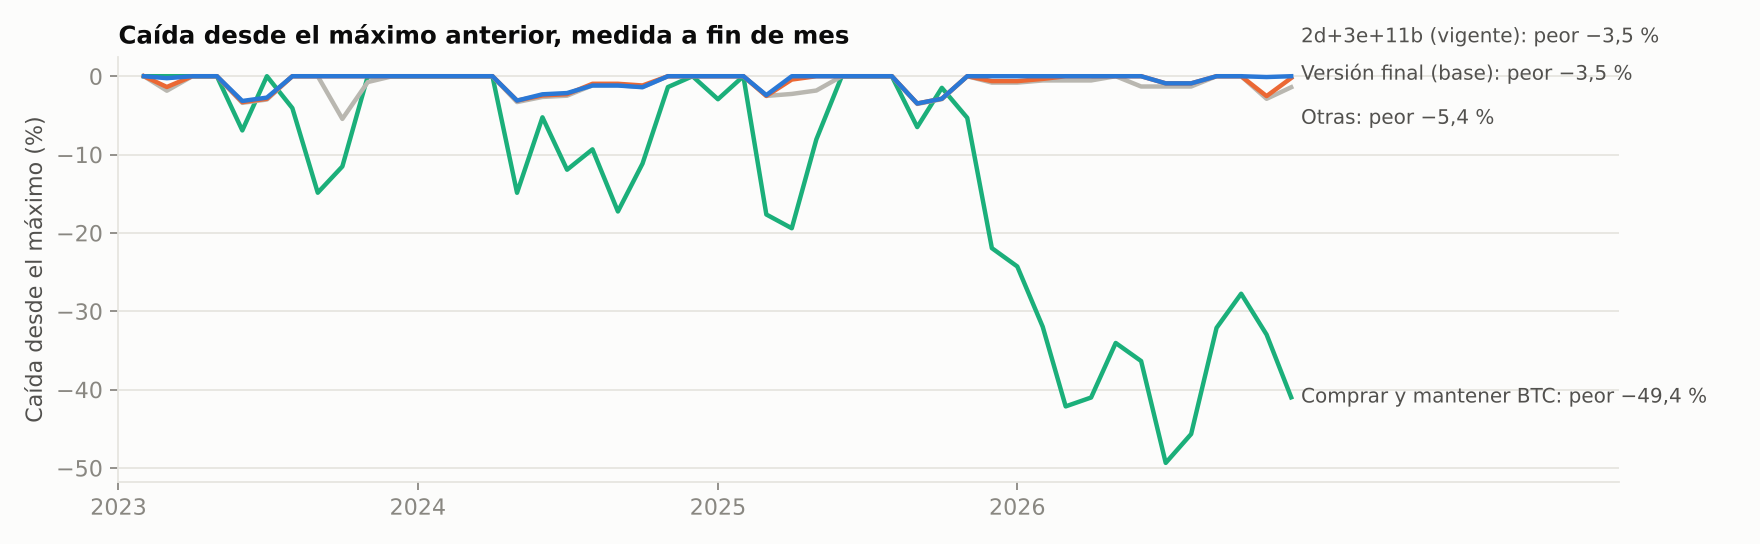 Caída desde el máximo anterior, medida a fin de mes
2d+3e+11b (vigente): peor −3,5 %
Versión final (base): peor −3,5 %
Otras: peor −5,4 %
Comprar y mantener BTC: peor −49,4 %
Caída desde el máximo (%)
0
−10
−20
−30
−40
−50
2023
2024
2025
2026